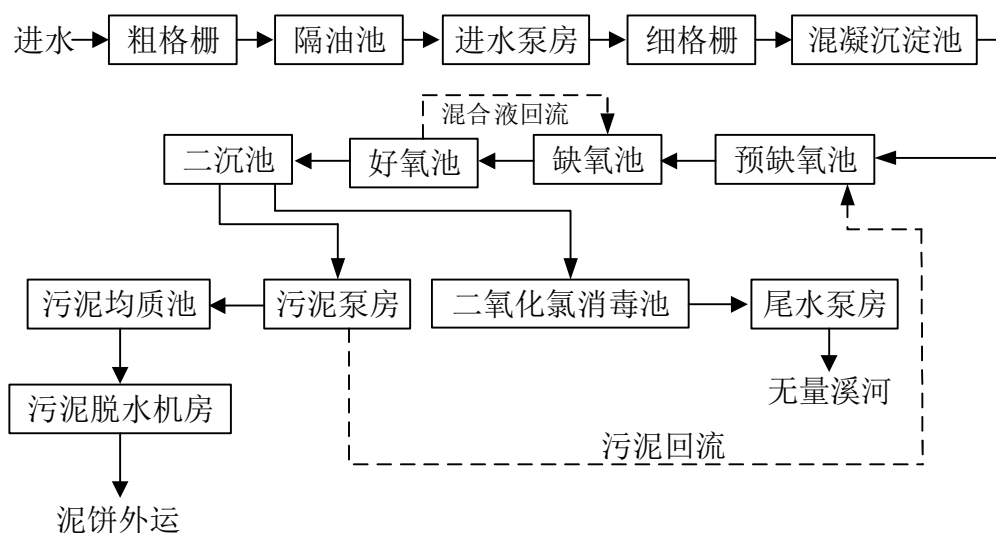 进水
粗格栅
隔油池
进水泵房
细格栅
混凝沉淀池
混合液回流
二沉池
好氧池
缺氧池
预缺氧池
污泥均质池
污泥泵房
二氧化氯消毒池
尾水泵房
污泥脱水机房
无量溪河
污泥回流
泥饼外运